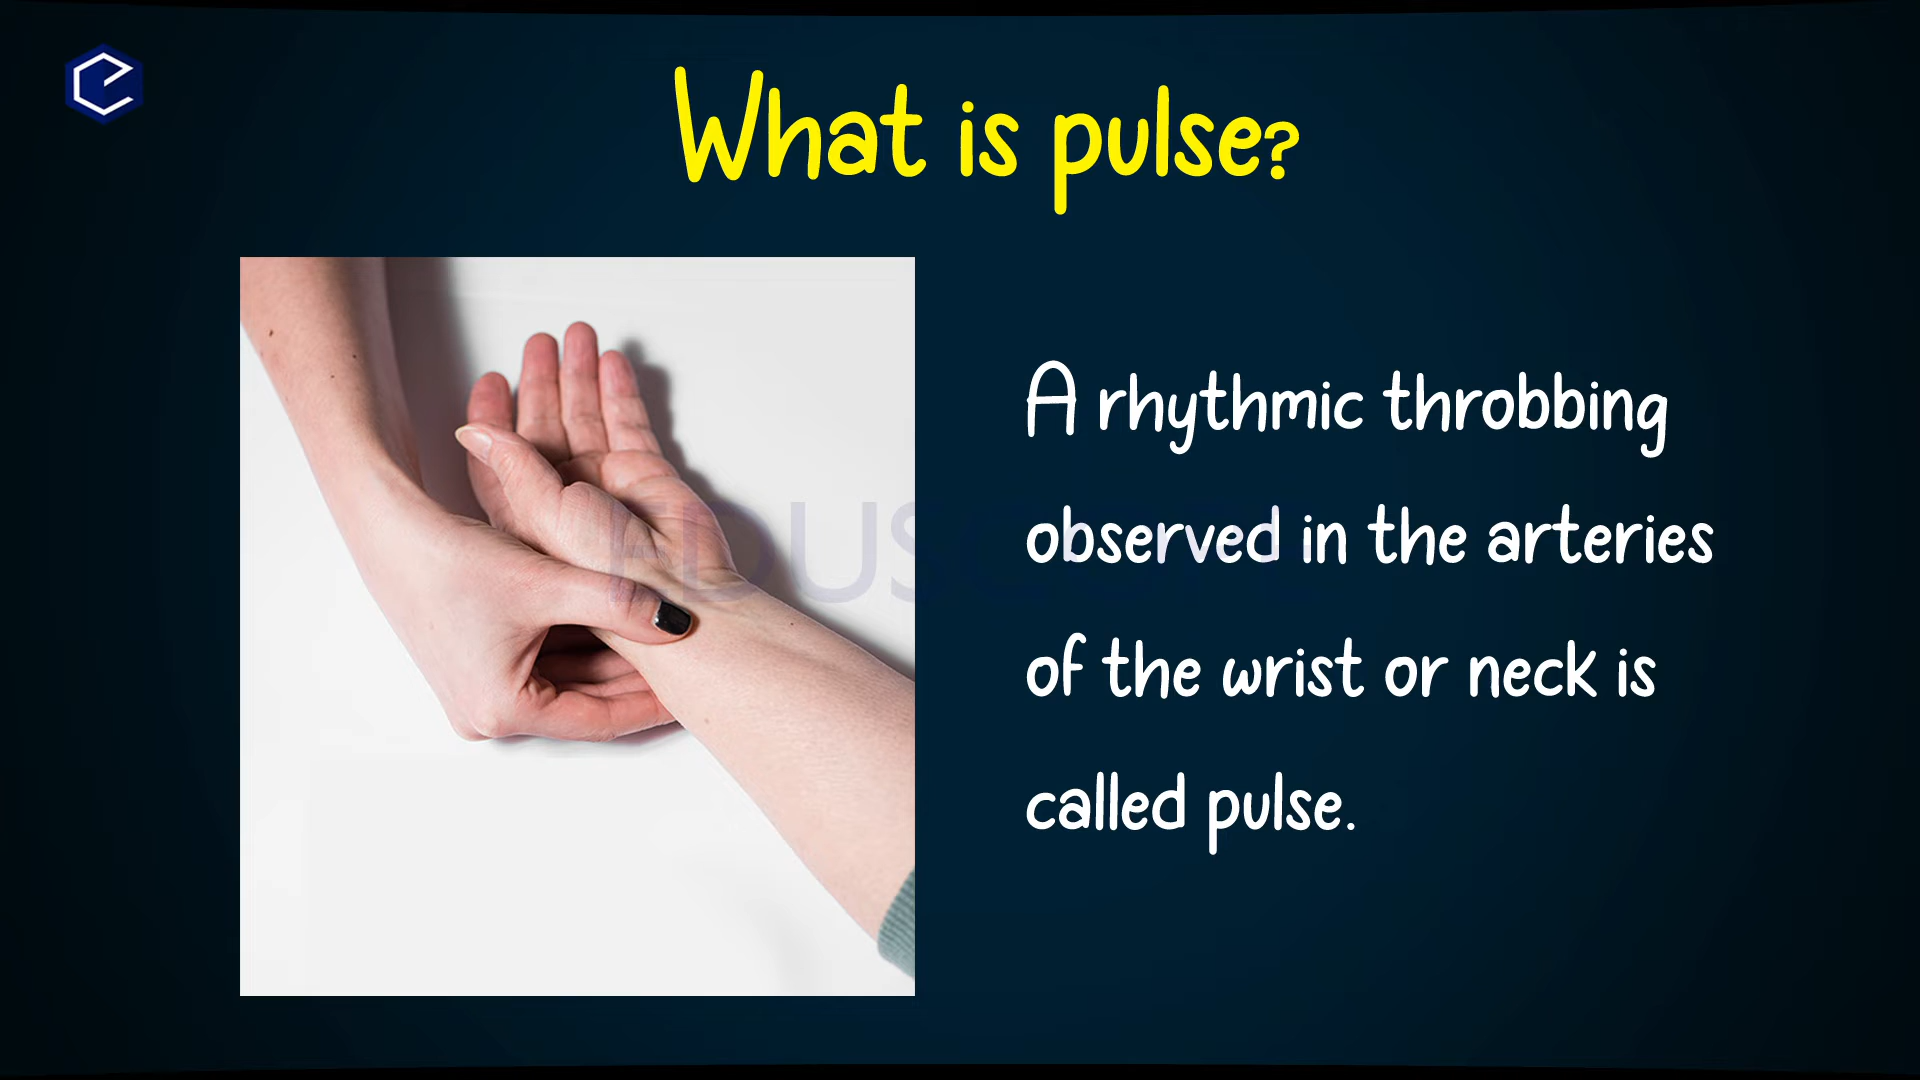 What is pulse?
A rhythmic throbbing
observed in the arteries
of the wrist or neck is
called pulse.